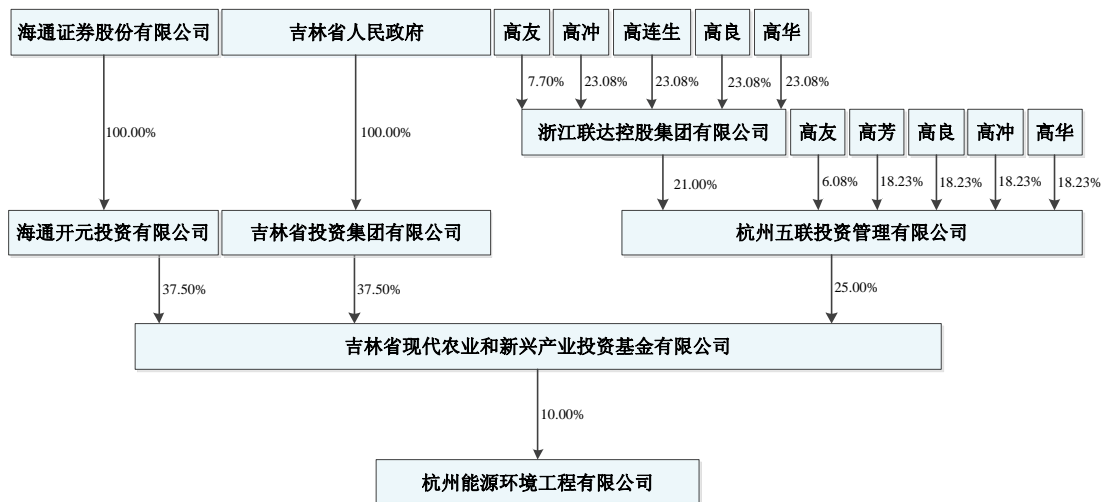 海通证券股份有限公司
吉林省人民政府
高友
高冲
高连生
高良
高华
7.70%
23.08%
23.08%
23.08%
23.08%
100.00%
100.00%
浙江联达控股集团有限公司
高友
高芳
高良
高冲
高华
21.00%
6.08%
18.23%
18.23%
18.23%
18.23%
海通开元投资有限公司
吉林省投资集团有限公司
杭州五联投资管理有限公司
37.50%
37.50%
25.00%
吉林省现代农业和新兴产业投资基金有限公司
10.00%
杭州能源环境工程有限公司